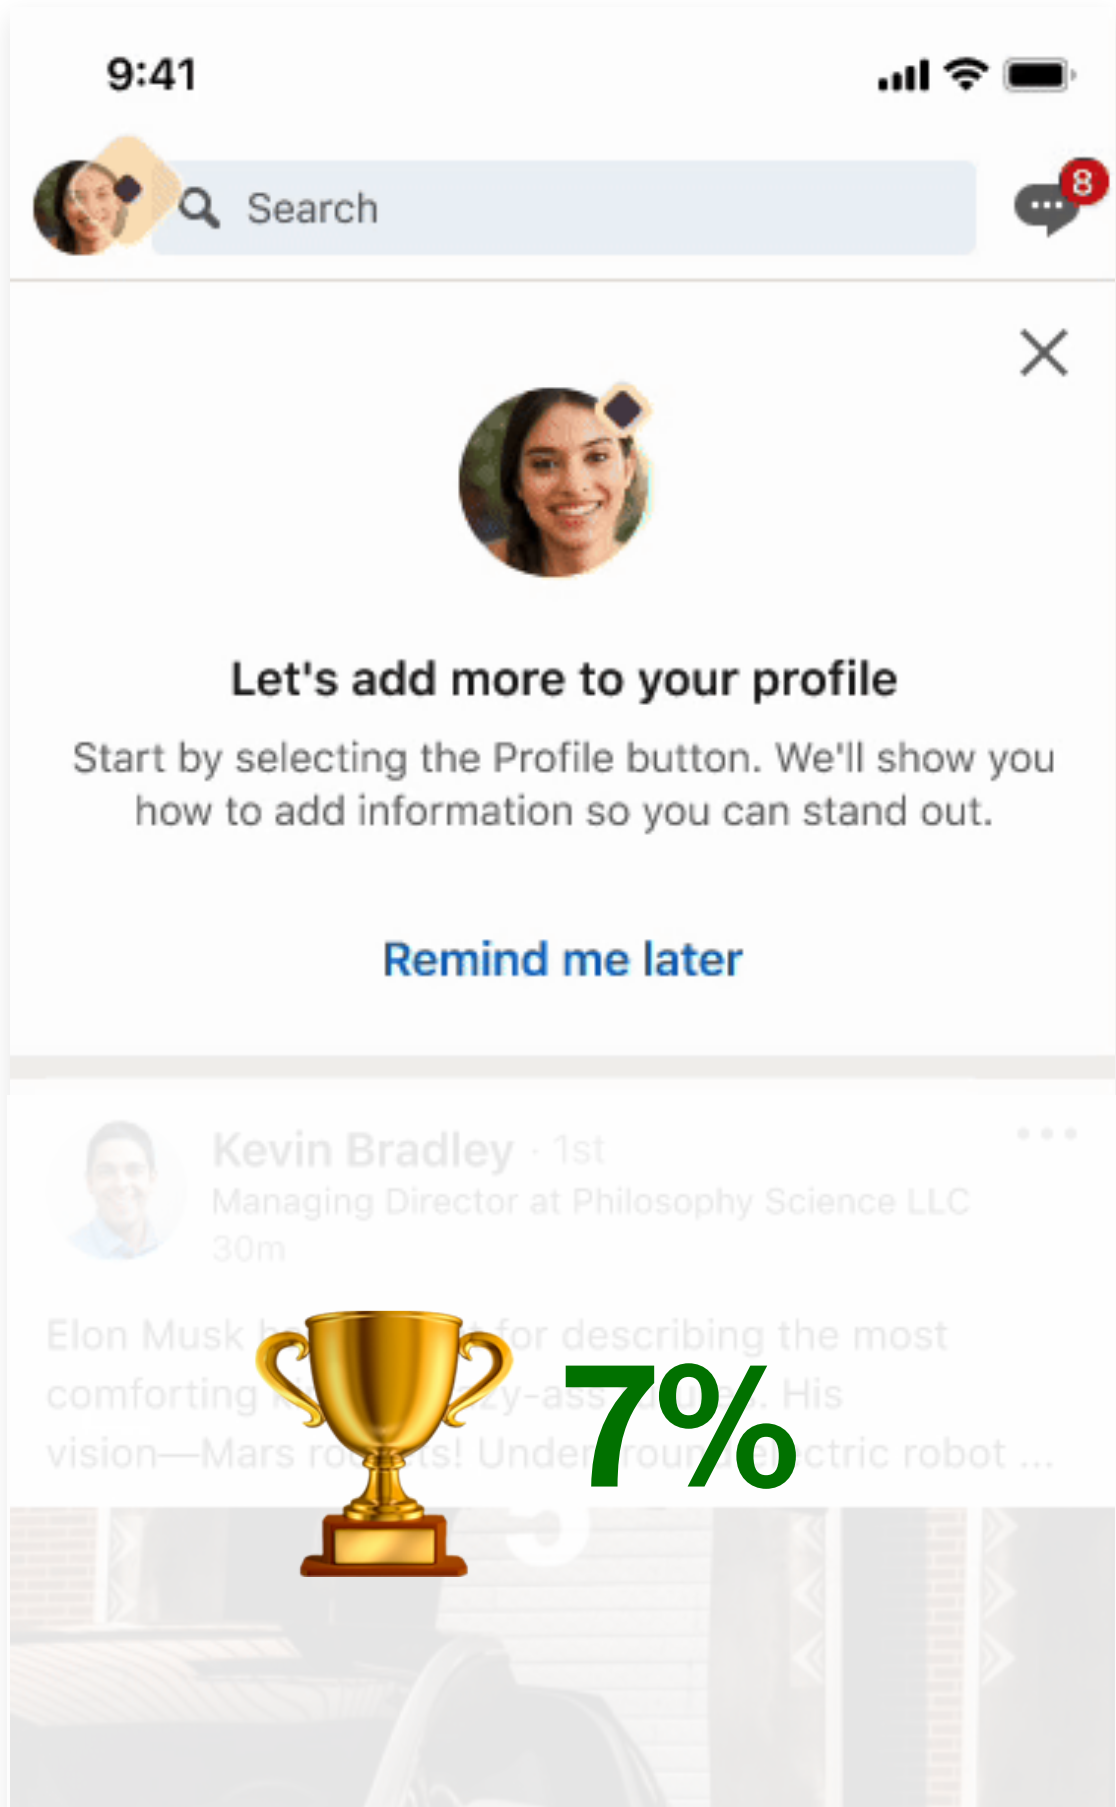 9:41
Search
8
Let's add more to your profile
Start by selecting the Profile button. We'll show you
how to add information so you can stand out.
Remind me later
Kevin Bradley · 1st
Managing Director at Philosophy Science LLC
30m
Elon Musk for describing the most
comforting His
vision—Mars electric robot ...
7%